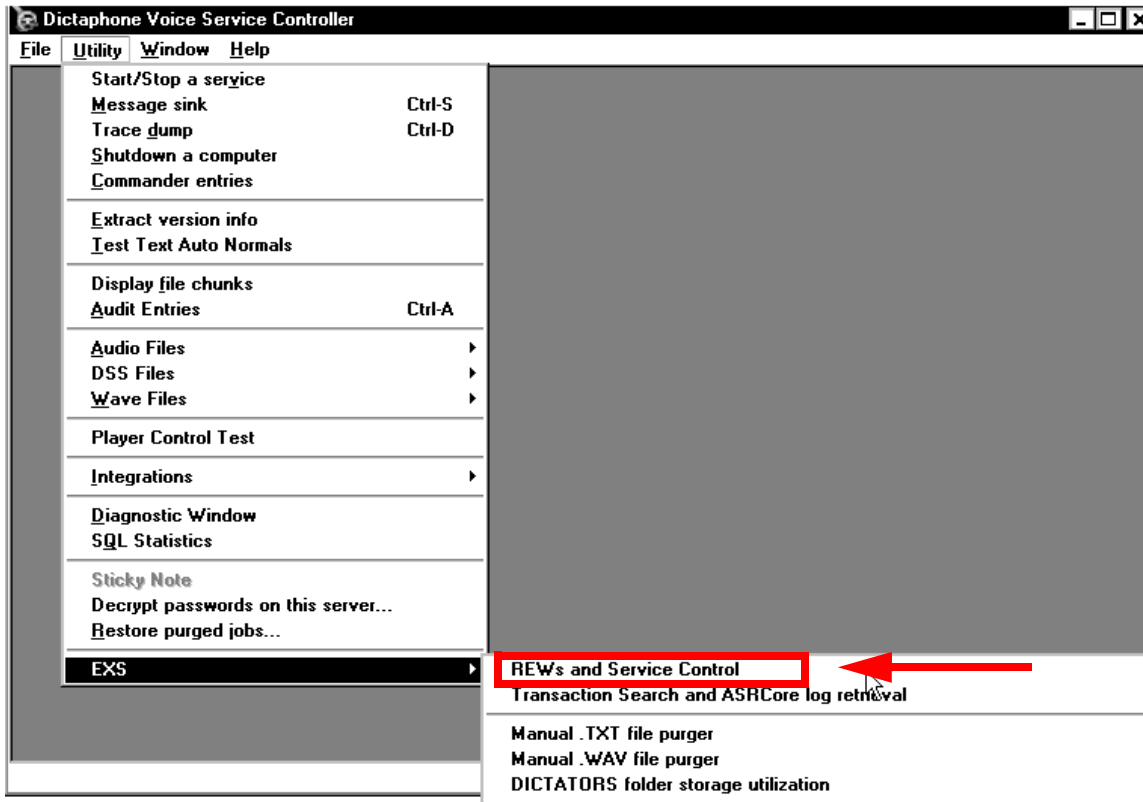 Dictaphone Voice Service Controller
File Utility Window Help
Start/Stop a service
Message sink Ctrl-S
Trace dump Ctrl-D
Shutdown a computer
Commander entries
Extract version info
Test Text Auto Normals
Display file chunks
Audit Entries Ctrl-A
Audio Files
DSS Files
Wave Files
Player Control Test
Integrations
Diagnostic Window
SQL Statistics
Sticky Note
Decrypt passwords on this server...
Restore purged jobs...
EXS
REWs and Service Control
Transaction Search and ASRCore log retrieval
Manual .TXT file purger
Manual .WAV file purger
DICTATORS folder storage utilization